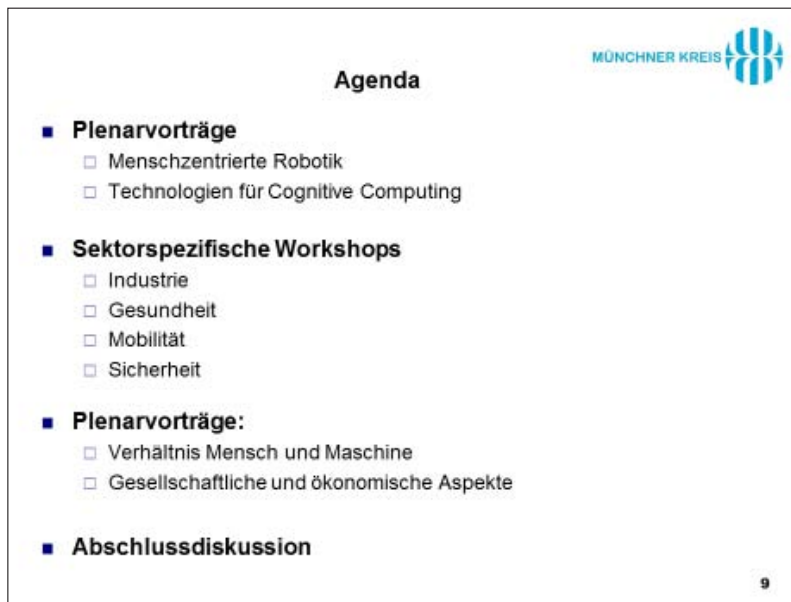 MÜNCHNER KREIS
Agenda
Plenarvorträge
Menschzentrierte Robotik
Technologien für Cognitive Computing
Sektorspezifische Workshops
Industrie
Gesundheit
Mobilität
Sicherheit
Plenarvorträge:
Verhältnis Mensch und Maschine
Gesellschaftliche und ökonomische Aspekte
Abschlussdiskussion
9